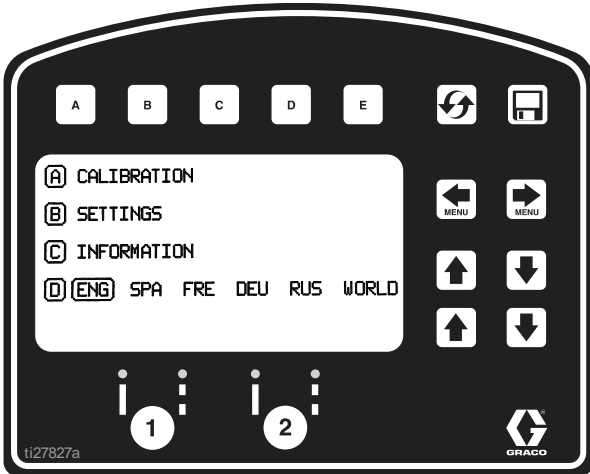 A B C D E
A CALIBRATION
B SETTINGS
C INFORMATION
D ENG SPA FRE DEU RUS WORLD
MENU MENU
1 2
ti27827a
G
GRACO